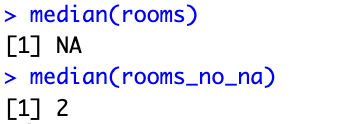 > median(rooms)
[1] NA
> median(rooms_no_na)
[1] 2